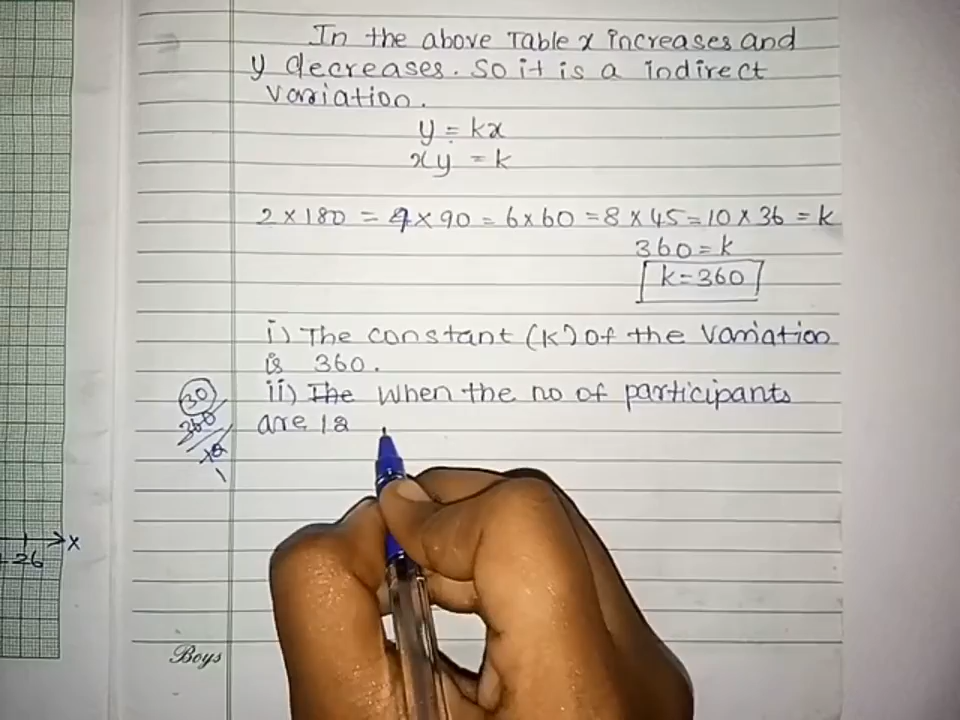 In the above Table x increases and
y decreases. So it is a indirect
variation.
y = kx
xy = k
2 × 180 = 4 × 90 = 6 × 60 = 8 × 45 = 10 × 36 = k
360 = k
k = 360
i) The constant (k) of the variation
is 360.
ii) The When the no of participants
are 12
30
360
12
1
x
26
Boys